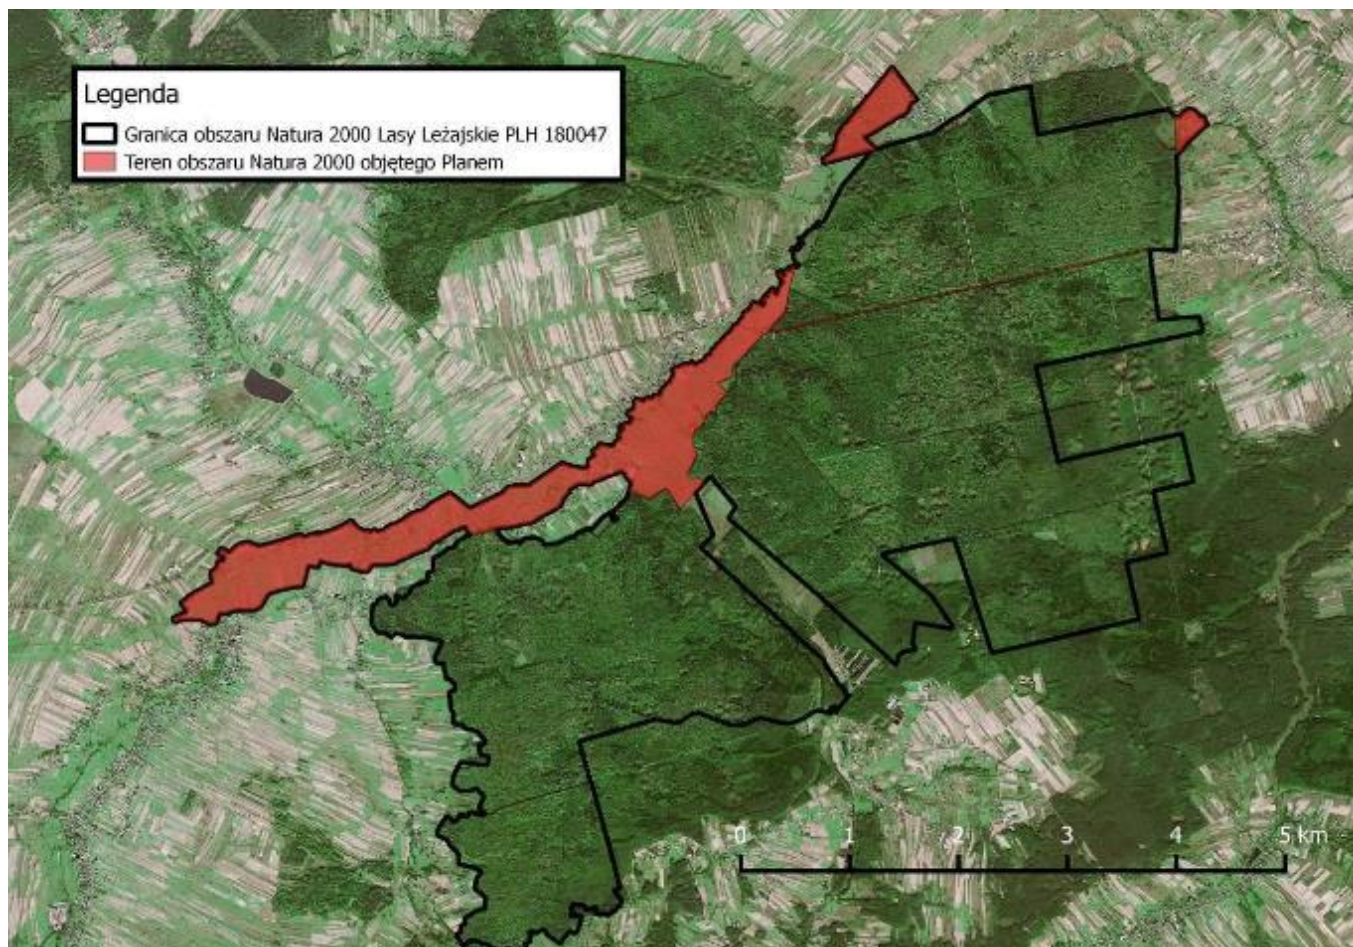 Legenda
Granica obszaru Natura 2000 Lasy Leżajskie PLH 180047
Teren obszaru Natura 2000 objętego Planem
0 1 2 3 4 5 km